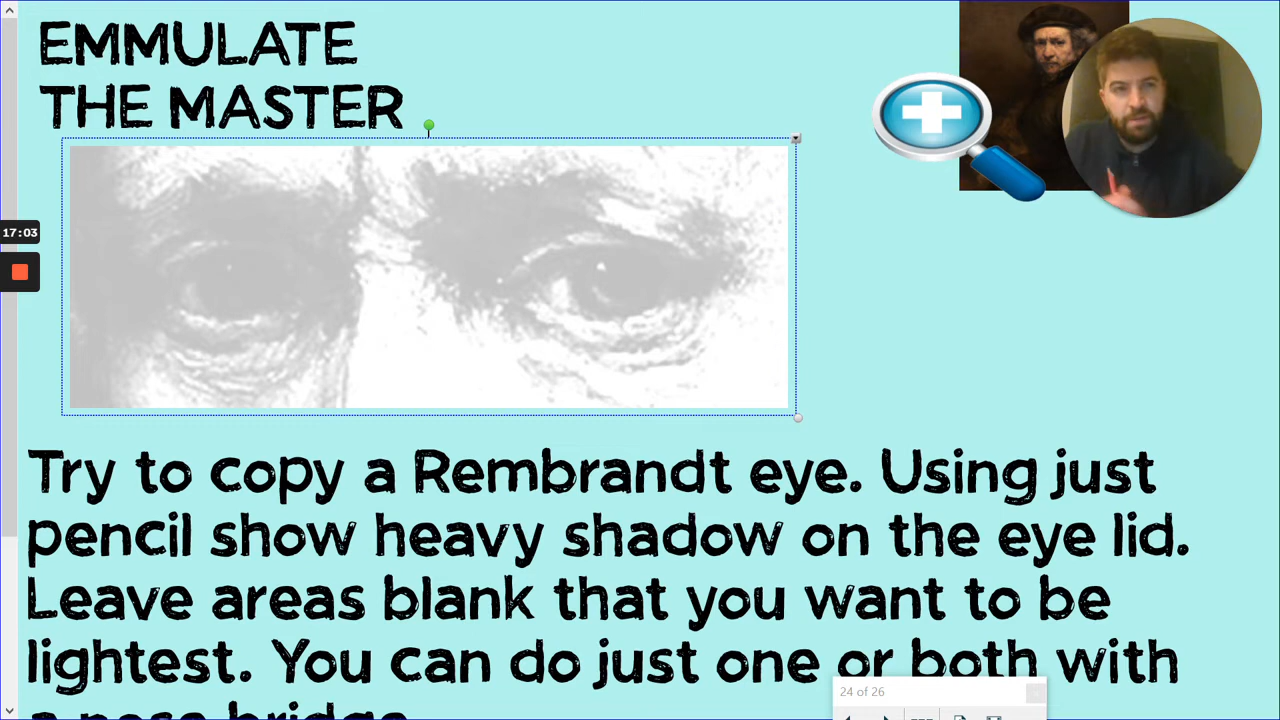 EMMULATE
THE MASTER
17:03
Try to copy a Rembrandt eye. Using just
pencil show heavy shadow on the eye lid.
Leave areas blank that you want to be
lightest. You can do just one or both with
a nose bridge.
24 of 26